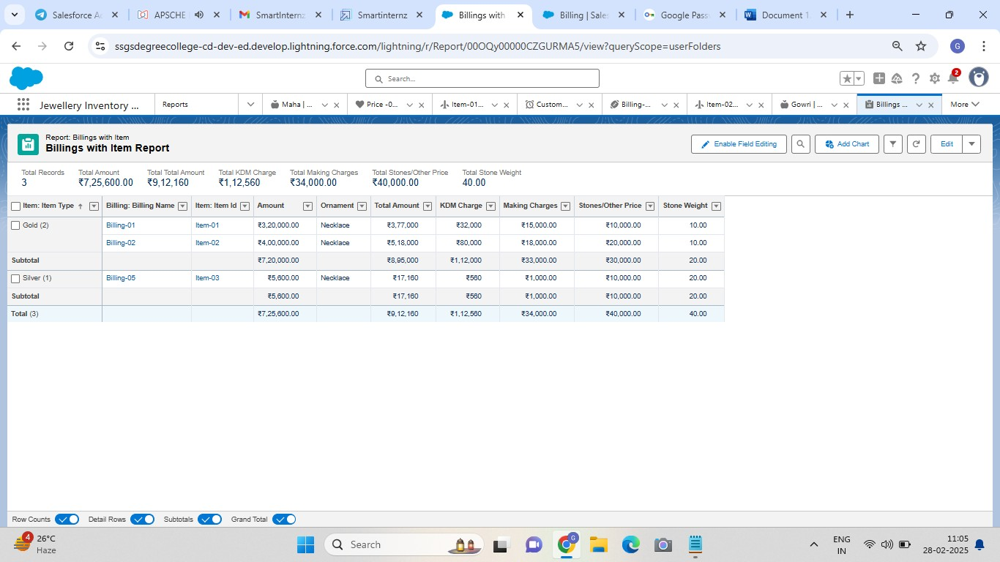 Salesforce A
APSCHE
SmartInternz
Smartinternz
Billings with
Billing | Sale
Google Pas
Document 1
ssgsdegreecollege-cd-dev-ed.develop.lightning.force.com/lightning/r/Report/00OQy00000CZGURMA5/view?queryScope=userFolders
G
Search...
2
Jewellery Inventory ...
Reports
Maha | ...
Price -0...
Item-01...
Custom...
Billing-...
Item-02...
Gowri | ...
Billings ...
More
Report: Billings with Item
Billings with Item Report
Enable Field Editing
Add Chart
Edit
Total Records Total Amount Total Total Amount Total KDM Charge Total Making Charges Total Stones/Other Price Total Stone Weight
3 ₹7,25,600.00 ₹9,12,160 ₹1,12,560 ₹34,000.00 ₹40,000.00 40.00
Item: Item Type ↑ Billing: Billing Name Item: Item Id Amount Ornament Total Amount KDM Charge Making Charges Stones/Other Price Stone Weight
Gold (2) Billing-01 Item-01 ₹3,20,000.00 Necklace ₹3,77,000 ₹32,000 ₹15,000.00 ₹10,000.00 10.00
Billing-02 Item-02 ₹4,00,000.00 Necklace ₹5,18,000 ₹80,000 ₹18,000.00 ₹20,000.00 10.00
Subtotal ₹7,20,000.00 ₹8,95,000 ₹1,12,000 ₹33,000.00 ₹30,000.00 20.00
Silver (1) Billing-05 Item-03 ₹5,600.00 Necklace ₹17,160 ₹560 ₹1,000.00 ₹10,000.00 20.00
Subtotal ₹5,600.00 ₹17,160 ₹560 ₹1,000.00 ₹10,000.00 20.00
Total (3) ₹7,25,600.00 ₹9,12,160 ₹1,12,560 ₹34,000.00 ₹40,000.00 40.00
Row Counts Detail Rows Subtotals Grand Total
4
26°C
Haze
Search
G
ENG
IN
11:05
28-02-2025